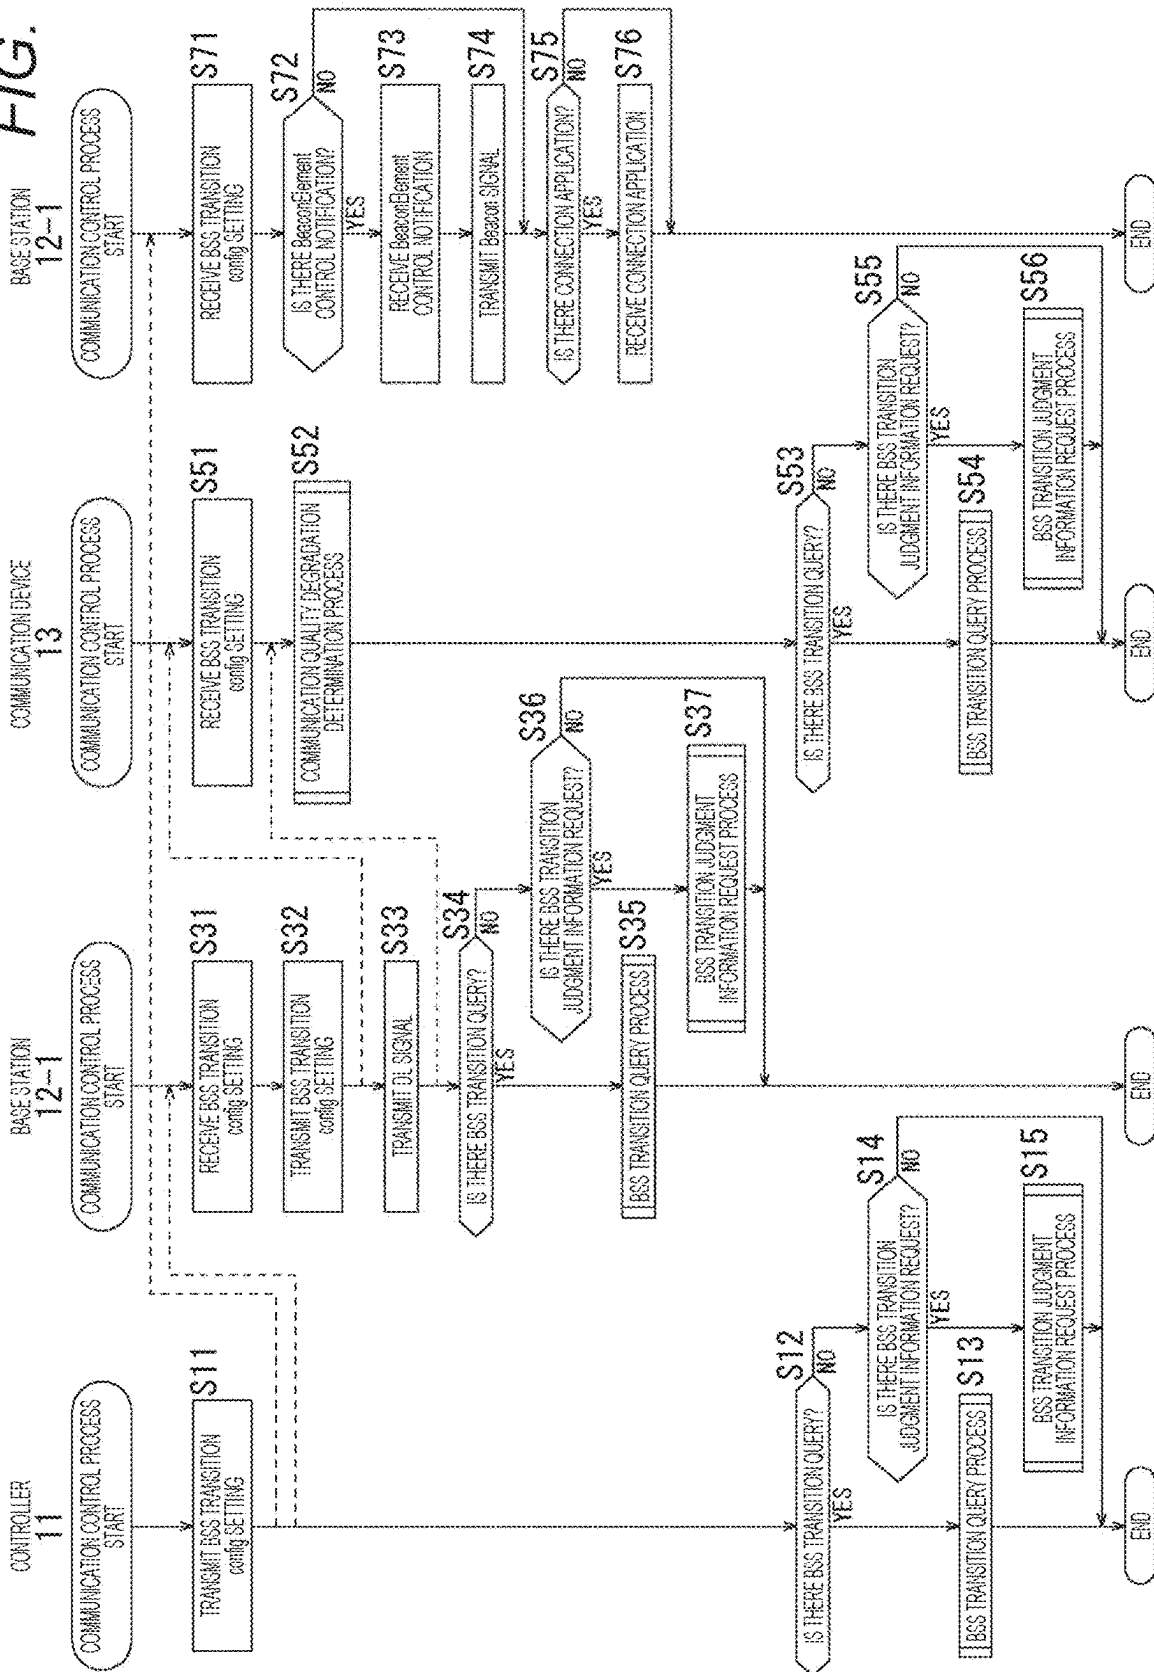 FIG.
CONTROLLER
11
COMMUNICATION CONTROL PROCESS
START
TRANSMIT BSS TRANSITION
config SETTING
S11
IS THERE BSS TRANSITION QUERY?
S12
NO
YES
BSS TRANSITION QUERY PROCESS
S13
IS THERE BSS TRANSITION
JUDGMENT INFORMATION REQUEST?
S14
NO
YES
BSS TRANSITION JUDGMENT
INFORMATION REQUEST PROCESS
S15
END
BASE STATION
12-1
COMMUNICATION CONTROL PROCESS
START
RECEIVE BSS TRANSITION
config SETTING
S31
TRANSMIT BSS TRANSITION
config SETTING
S32
TRANSMIT DL SIGNAL
S33
IS THERE BSS TRANSITION QUERY?
S34
NO
YES
BSS TRANSITION QUERY PROCESS
S35
IS THERE BSS TRANSITION
JUDGMENT INFORMATION REQUEST?
S36
NO
YES
BSS TRANSITION JUDGMENT
INFORMATION REQUEST PROCESS
S37
END
COMMUNICATION DEVICE
13
COMMUNICATION CONTROL PROCESS
START
RECEIVE BSS TRANSITION
config SETTING
S51
COMMUNICATION QUALITY DEGRADATION
DETERMINATION PROCESS
S52
IS THERE BSS TRANSITION QUERY?
S53
NO
YES
BSS TRANSITION QUERY PROCESS
S54
IS THERE BSS TRANSITION
JUDGMENT INFORMATION REQUEST?
S55
NO
YES
BSS TRANSITION JUDGMENT
INFORMATION REQUEST PROCESS
S56
END
BASE STATION
12-1
COMMUNICATION CONTROL PROCESS
START
RECEIVE BSS TRANSITION
config SETTING
S71
IS THERE BeaconElement
CONTROL NOTIFICATION?
S72
NO
YES
RECEIVE BeaconElement
CONTROL NOTIFICATION
S73
TRANSMIT Beacon SIGNAL
S74
IS THERE CONNECTION APPLICATION?
S75
NO
YES
RECEIVE CONNECTION APPLICATION
S76
END